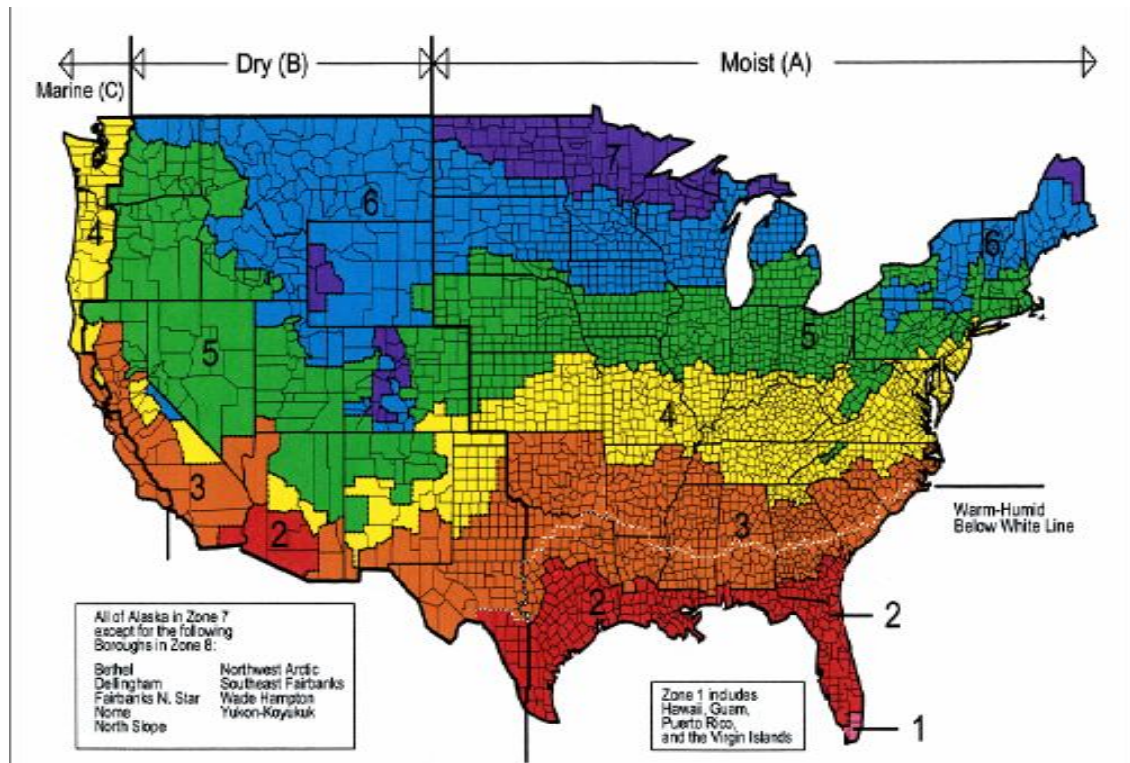 Marine (C)
Dry (B)
Moist (A)
7
6
6
4
5
5
4
3
3
2
2
Warm-Humid
Below White Line
2
1
All of Alaska in Zone 7
except for the following
Boroughs in Zone 8:
Bethel
Dellingham
Fairbanks N. Star
Nome
North Slope
Northwest Arctic
Southeast Fairbanks
Wade Hampton
Yukon-Koyukuk
Zone 1 includes
Hawaii, Guam,
Puerto Rico,
and the Virgin Islands